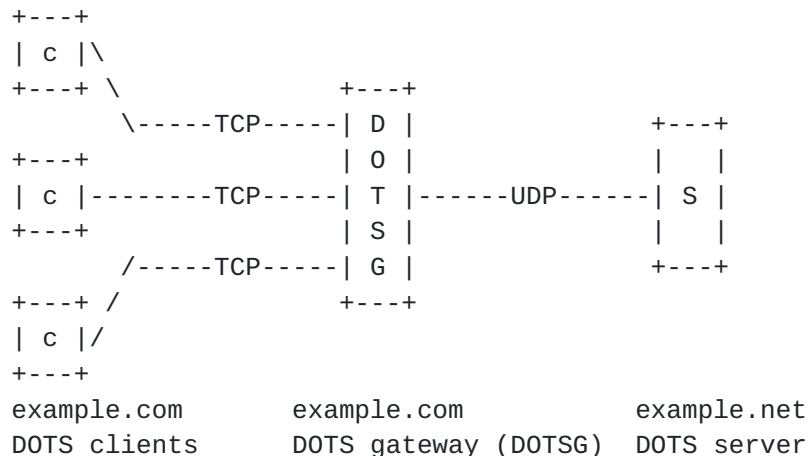 +---+
| c |\
+---+ \              +---+
       \-----TCP-----| D |               +---+
+---+                | O |               |   |
| c |--------TCP-----| T |------UDP------| S |
+---+                | S |               |   |
       /-----TCP-----| G |               +---+
+---+ /              +---+
| c |/
+---+
example.com       example.com           example.net
DOTS clients      DOTS gateway (DOTSG)  DOTS server